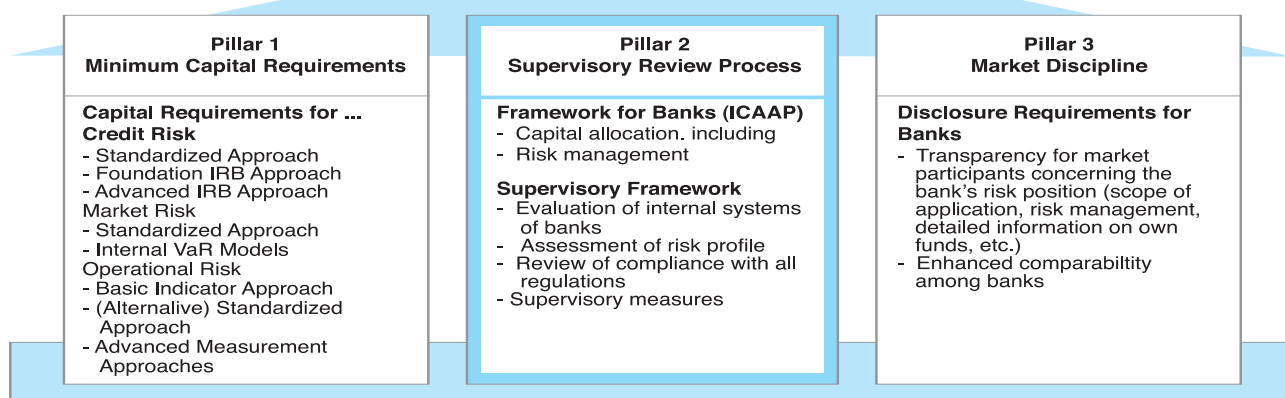 Pillar 1
Minimum Capital Requirements
Capital Requirements for ...
Credit Risk
- Standardized Approach
- Foundation IRB Approach
- Advanced IRB Approach
Market Risk
- Standardized Approach
- Internal VaR Models
Operational Risk
- Basic Indicator Approach
- (Alternalive) Standardized
Approach
- Advanced Measurement
Approaches
Pillar 2
Supervisory Review Process
Framework for Banks (ICAAP)
- Capital allocation. including
- Risk management
Supervisory Framework
- Evaluation of internal systems
of banks
- Assessment of risk profile
- Review of compliance with all
regulations
- Supervisory measures
Pillar 3
Market Discipline
Disclosure Requirements for
Banks
- Transparency for market
participants concerning the
bank's risk position (scope of
application, risk management,
detailed information on own
funds, etc.)
- Enhanced comparabiltity
among banks